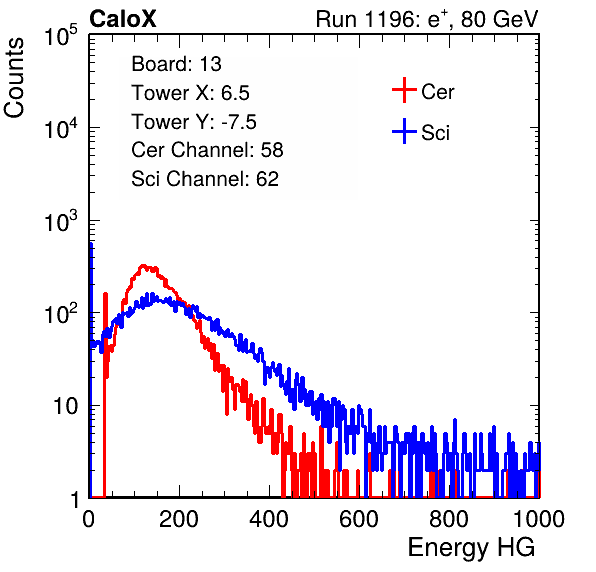 CaloX Run 1196: e⁺, 80 GeV
Counts
10⁵
10⁴
10³
10²
10
1
Board: 13
Tower X: 6.5
Tower Y: -7.5
Cer Channel: 58
Sci Channel: 62
Cer
Sci
0 200 400 600 800 1000
Energy HG